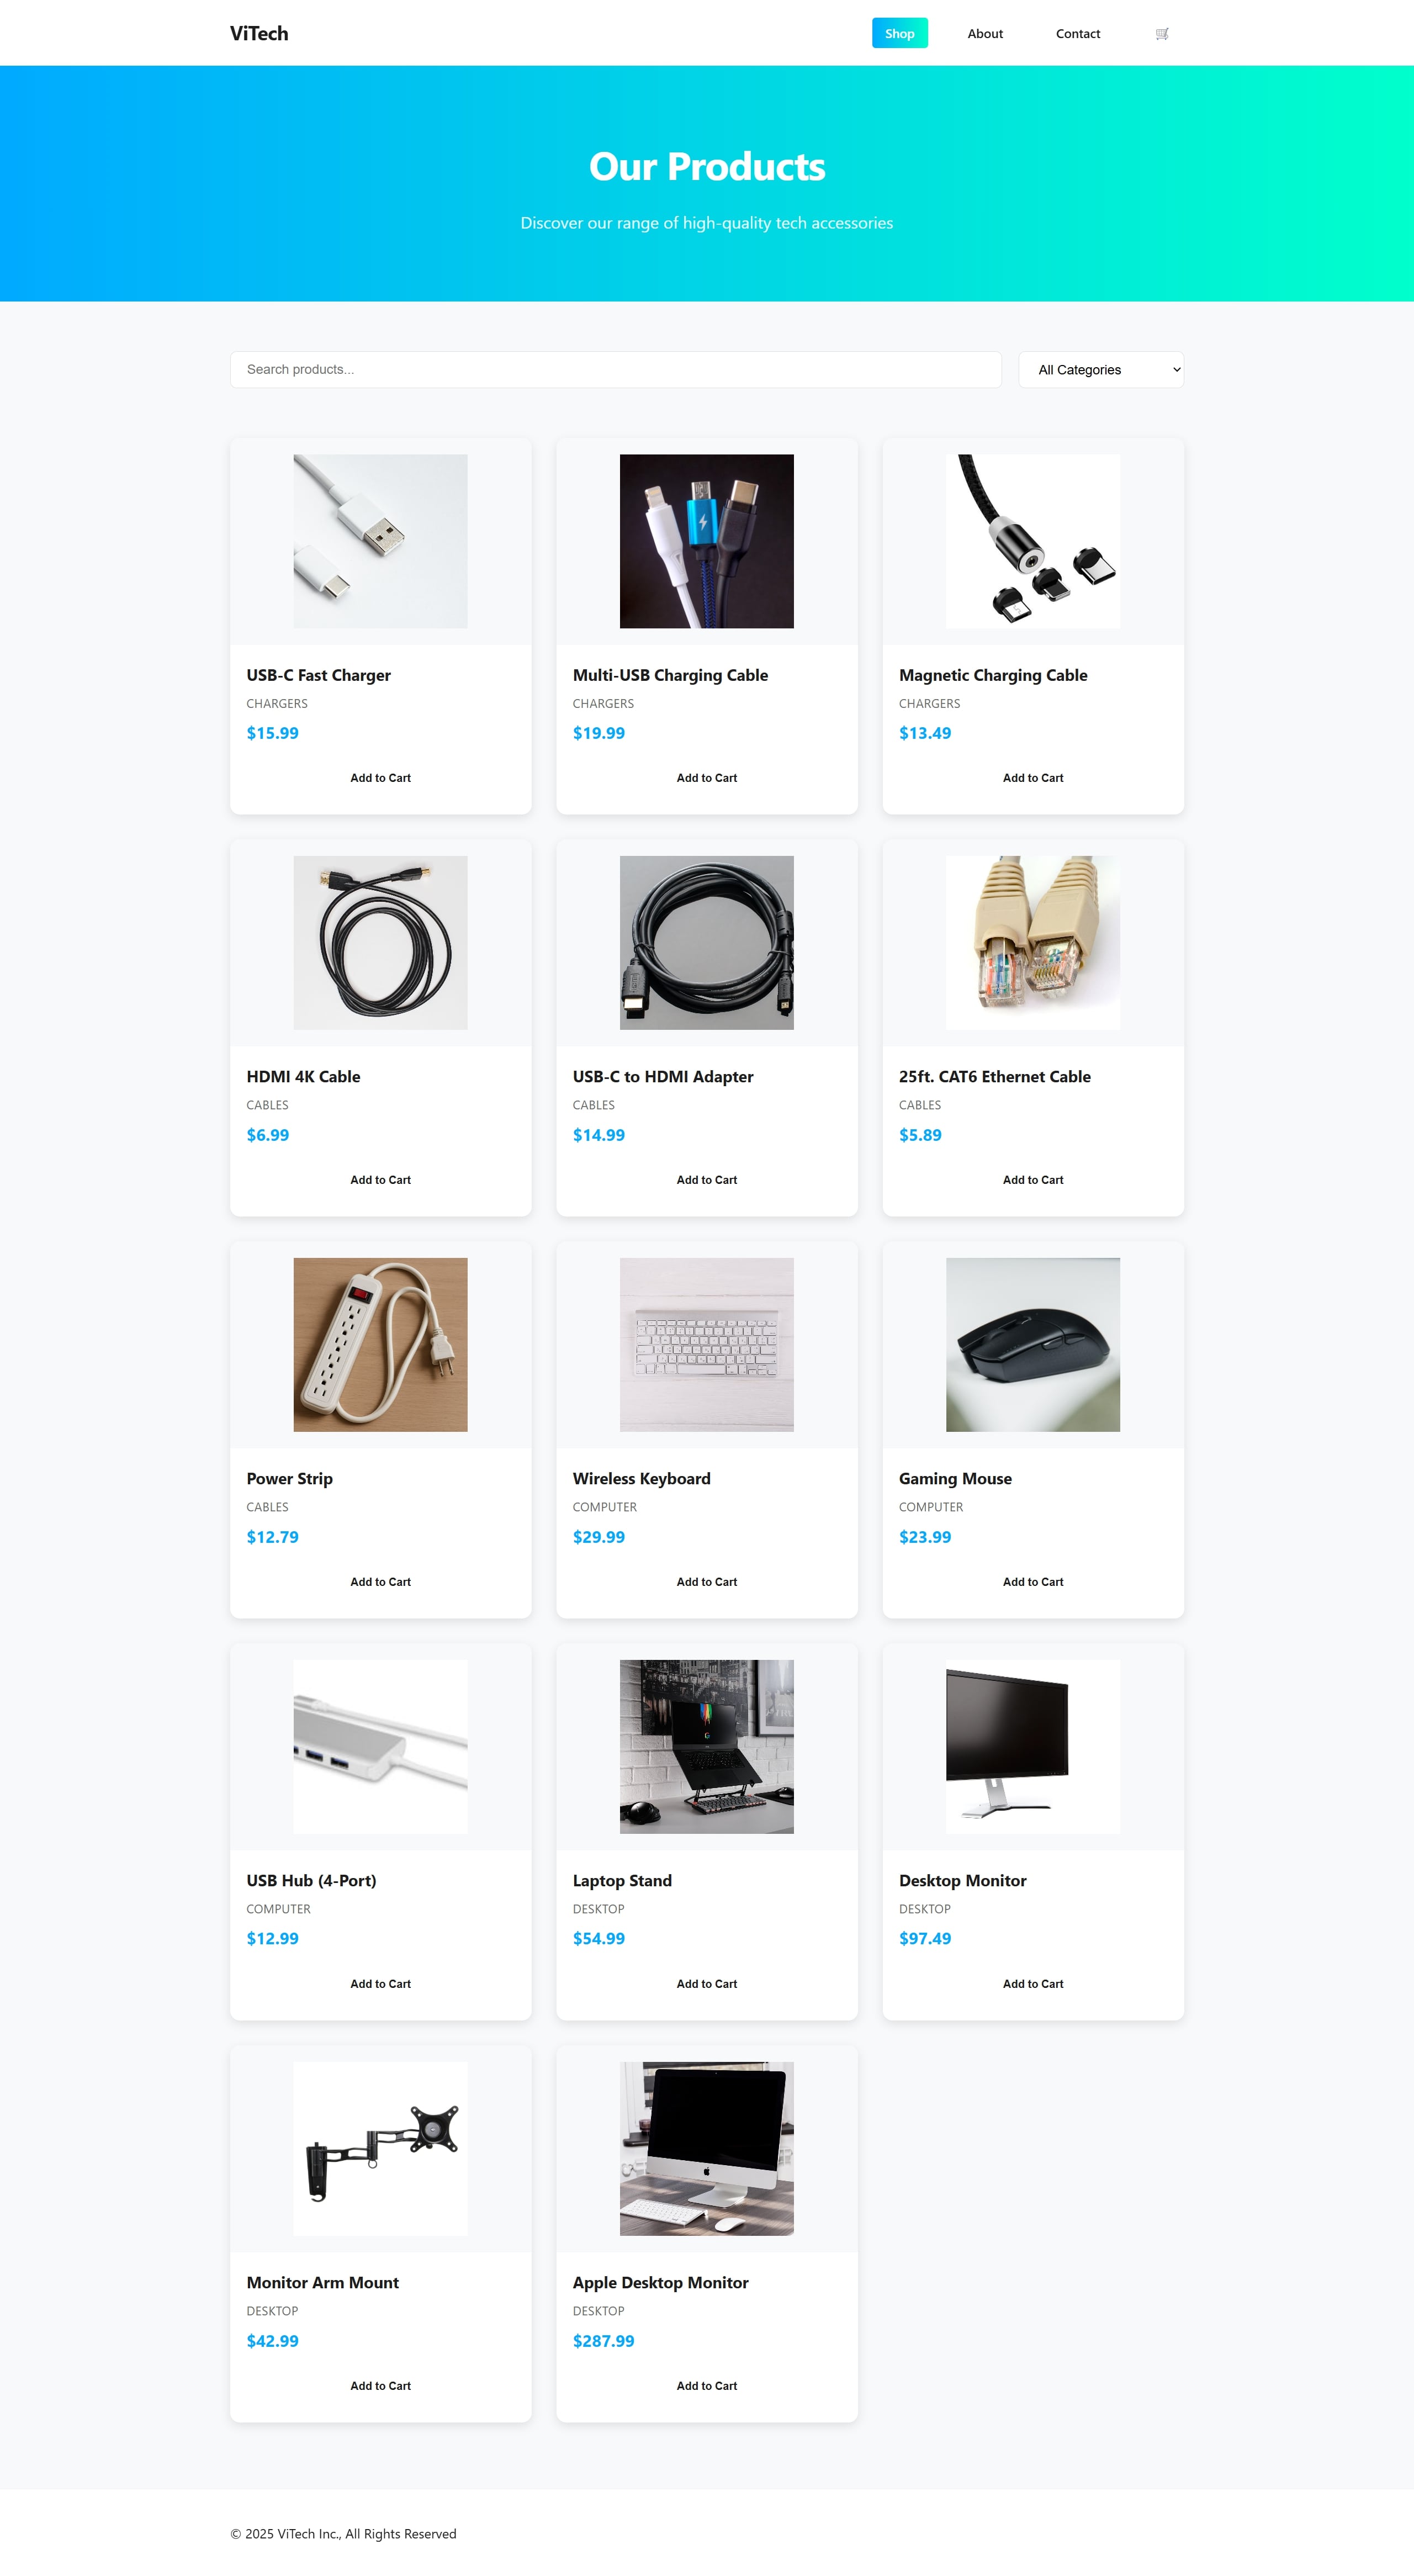 ViTech
Shop
About
Contact
Our Products
Discover our range of high-quality tech accessories
Search products...
All Categories
USB-C Fast Charger
CHARGERS
$15.99
Add to Cart
Multi-USB Charging Cable
CHARGERS
$19.99
Add to Cart
Magnetic Charging Cable
CHARGERS
$13.49
Add to Cart
HDMI 4K Cable
CABLES
$6.99
Add to Cart
USB-C to HDMI Adapter
CABLES
$14.99
Add to Cart
25ft. CAT6 Ethernet Cable
CABLES
$5.89
Add to Cart
Power Strip
CABLES
$12.79
Add to Cart
Wireless Keyboard
COMPUTER
$29.99
Add to Cart
Gaming Mouse
COMPUTER
$23.99
Add to Cart
USB Hub (4-Port)
COMPUTER
$12.99
Add to Cart
Laptop Stand
DESKTOP
$54.99
Add to Cart
Desktop Monitor
DESKTOP
$97.49
Add to Cart
Monitor Arm Mount
DESKTOP
$42.99
Add to Cart
Apple Desktop Monitor
DESKTOP
$287.99
Add to Cart
© 2025 ViTech Inc., All Rights Reserved